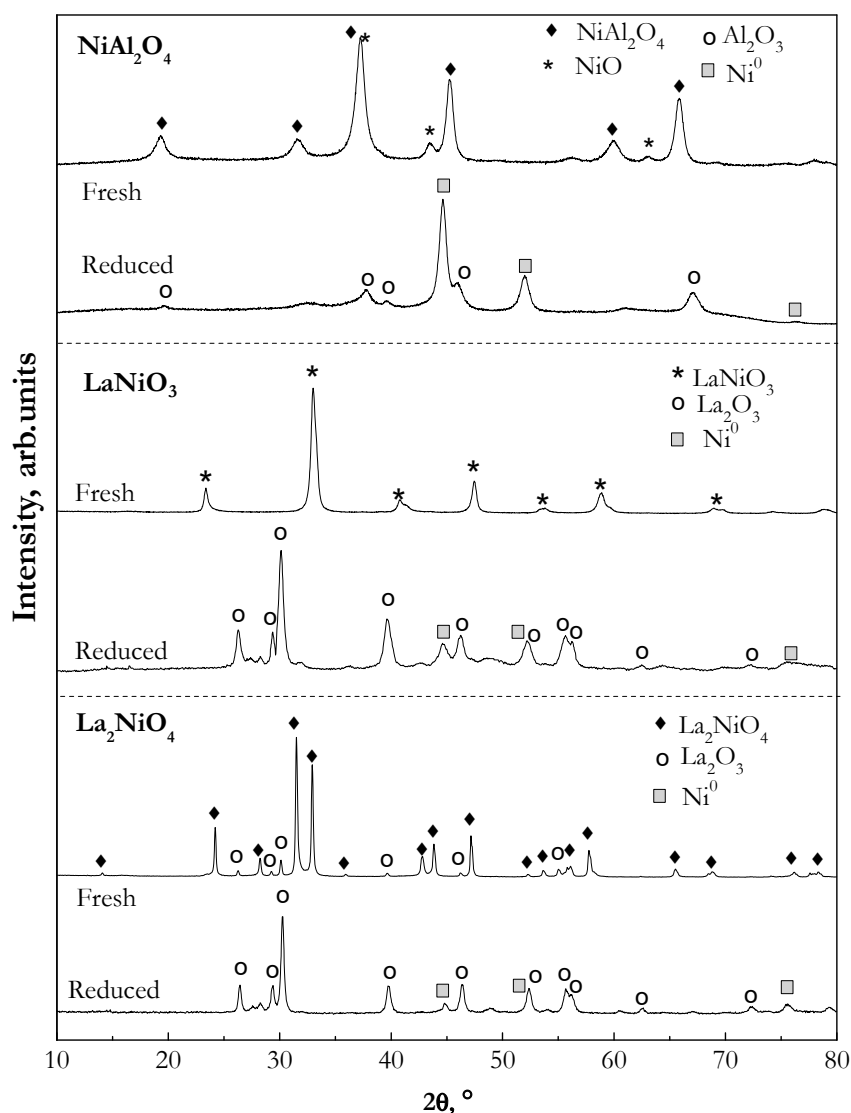 NiAl₂O₄
♦ NiAl₂O₄ o Al₂O₃
* NiO ■ Ni⁰
Fresh
Reduced
LaNiO₃
* LaNiO₃
o La₂O₃
■ Ni⁰
Fresh
Reduced
La₂NiO₄
♦ La₂NiO₄
o La₂O₃
■ Ni⁰
Fresh
Reduced
Intensity, arb.units
10 20 30 40 50 60 70 80
2θ, °